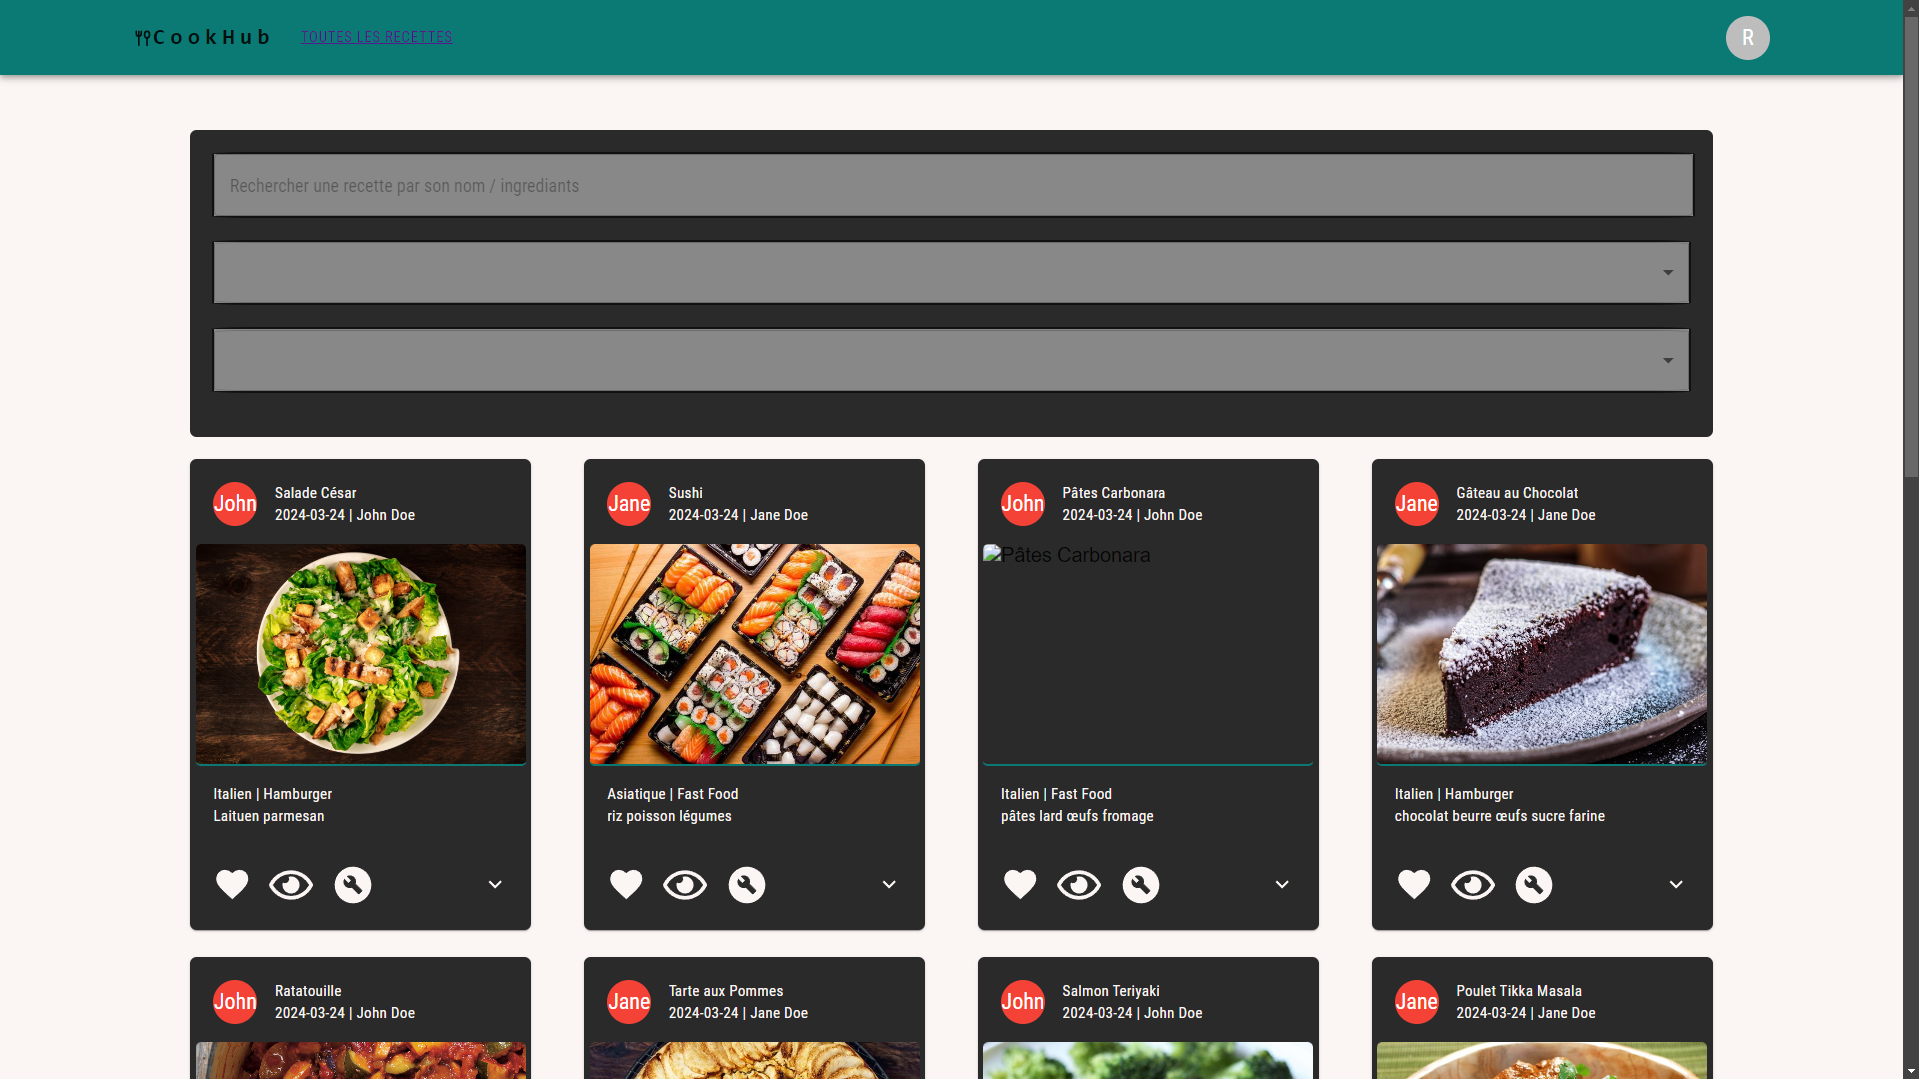 CookHub
TOUTES LES RECETTES
R
Rechercher une recette par son nom / ingrediants
John
Salade César
2024-03-24 | John Doe
Italien | Hamburger
Laituen parmesan
Jane
Sushi
2024-03-24 | Jane Doe
Asiatique | Fast Food
riz poisson légumes
John
Pâtes Carbonara
2024-03-24 | John Doe
Pâtes Carbonara
Italien | Fast Food
pâtes lard œufs fromage
Jane
Gâteau au Chocolat
2024-03-24 | Jane Doe
Italien | Hamburger
chocolat beurre œufs sucre farine
John
Ratatouille
2024-03-24 | John Doe
Jane
Tarte aux Pommes
2024-03-24 | Jane Doe
John
Salmon Teriyaki
2024-03-24 | John Doe
Jane
Poulet Tikka Masala
2024-03-24 | Jane Doe